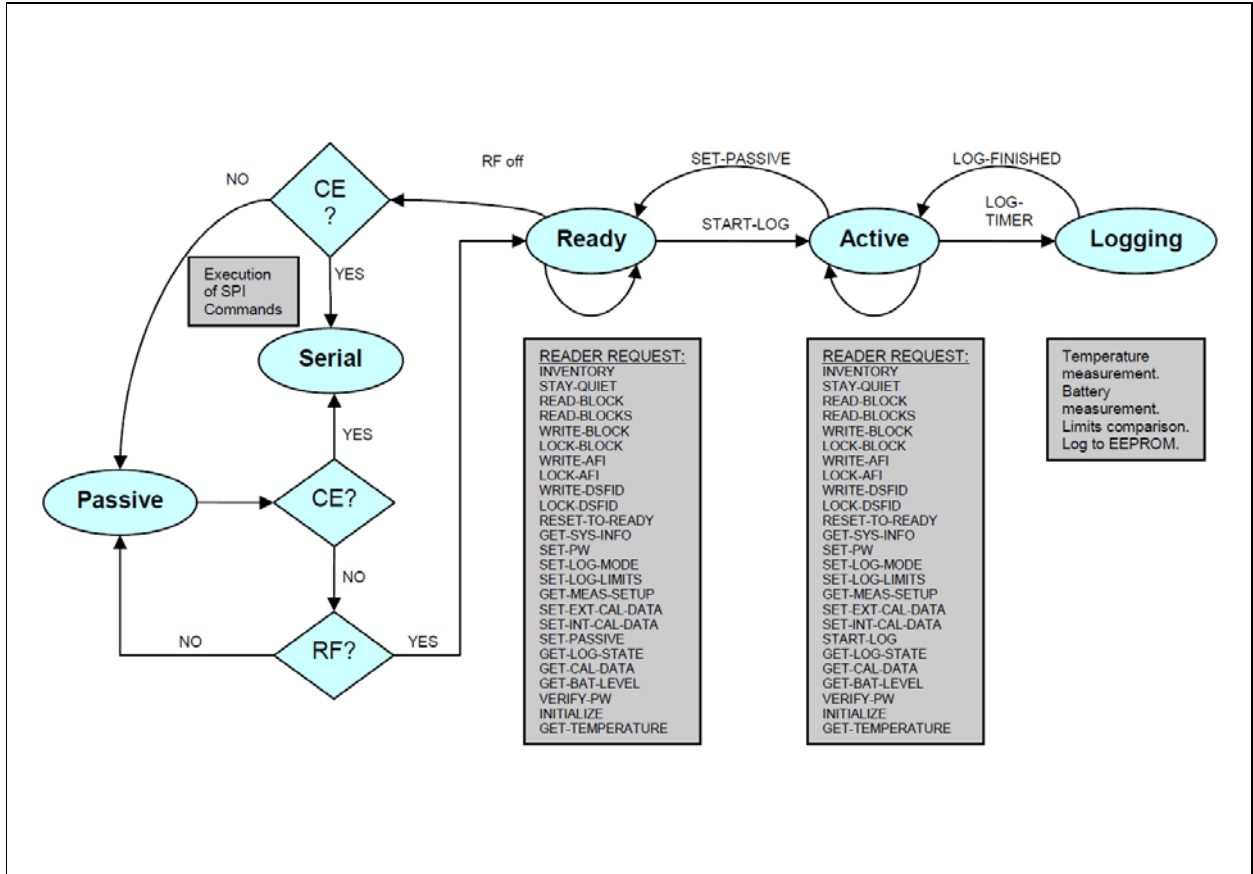 RF off
SET-PASSIVE
LOG-FINISHED
NO
CE
?
LOG-
TIMER
START-LOG
Ready
Active
Logging
YES
Execution
of SPI
Commands
Serial
YES
Passive
CE?
NO
NO
RF?
YES
READER REQUEST:
INVENTORY
STAY-QUIET
READ-BLOCK
READ-BLOCKS
WRITE-BLOCK
LOCK-BLOCK
WRITE-AFI
LOCK-AFI
WRITE-DSFID
LOCK-DSFID
RESET-TO-READY
GET-SYS-INFO
SET-PW
SET-LOG-MODE
SET-LOG-LIMITS
GET-MEAS-SETUP
SET-EXT-CAL-DATA
SET-INT-CAL-DATA
SET-PASSIVE
GET-LOG-STATE
GET-CAL-DATA
GET-BAT-LEVEL
VERIFY-PW
INITIALIZE
GET-TEMPERATURE
READER REQUEST:
INVENTORY
STAY-QUIET
READ-BLOCK
READ-BLOCKS
WRITE-BLOCK
LOCK-BLOCK
WRITE-AFI
LOCK-AFI
WRITE-DSFID
LOCK-DSFID
RESET-TO-READY
GET-SYS-INFO
SET-PW
SET-LOG-MODE
SET-LOG-LIMITS
GET-MEAS-SETUP
SET-EXT-CAL-DATA
SET-INT-CAL-DATA
START-LOG
GET-LOG-STATE
GET-CAL-DATA
GET-BAT-LEVEL
VERIFY-PW
INITIALIZE
GET-TEMPERATURE
Temperature
measurement.
Battery
measurement.
Limits comparison.
Log to EEPROM.